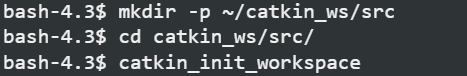 bash-4.3$ mkdir -p ~/catkin_ws/src
bash-4.3$ cd catkin_ws/src/
bash-4.3$ catkin_init_workspace